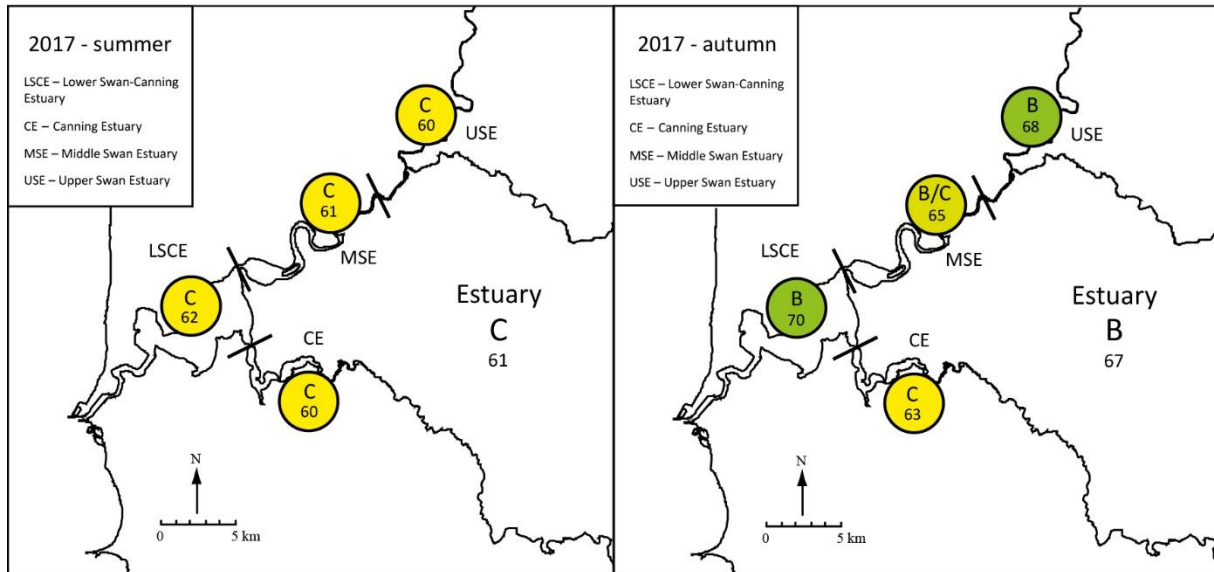 2017 - summer
LSCE – Lower Swan-Canning
Estuary
CE – Canning Estuary
MSE – Middle Swan Estuary
USE – Upper Swan Estuary
C
60
USE
C
61
MSE
LSCE
C
62
Estuary
C
61
CE
C
60
N
0
5 km
2017 - autumn
LSCE – Lower Swan-Canning
Estuary
CE – Canning Estuary
MSE – Middle Swan Estuary
USE – Upper Swan Estuary
B
68
USE
B/C
65
MSE
LSCE
B
70
Estuary
B
67
CE
C
63
N
0
5 km